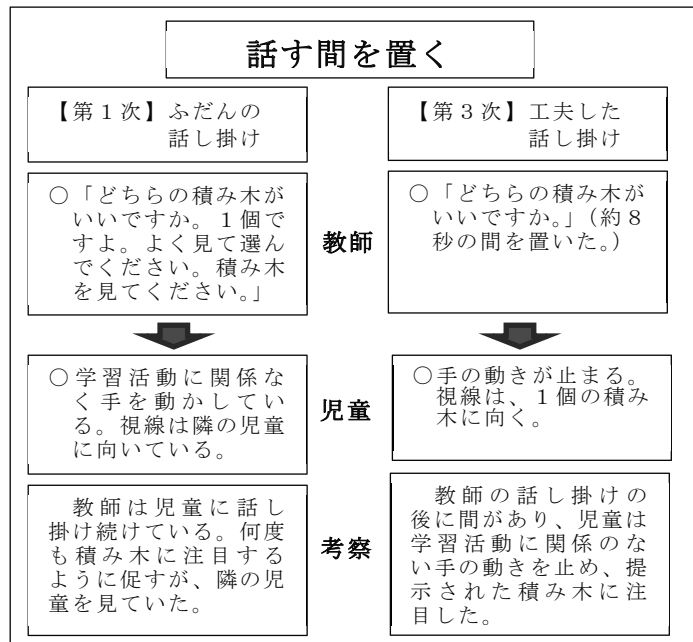 話す間を置く
【第１次】ふだんの
話し掛け
【第３次】工夫した
話し掛け
○「どちらの積み木が
いいですか。１個で
すよ。よく見て選ん
でください。積み木
を見てください。」
教師
○「どちらの積み木が
いいですか。」（約８
秒の間を置いた。）
○学習活動に関係な
く手を動かしてい
る。視線は隣の児童
に向いている。
児童
○手の動きが止まる。
視線は、１個の積み
木に向く。
教師は児童に話し
掛け続けている。何度
も積み木に注目する
ように促すが、隣の児
童を見ていた。
考察
教師の話し掛けの
後に間があり、児童は
学習活動に関係のな
い手の動きを止め、提
示された積み木に注
目した。